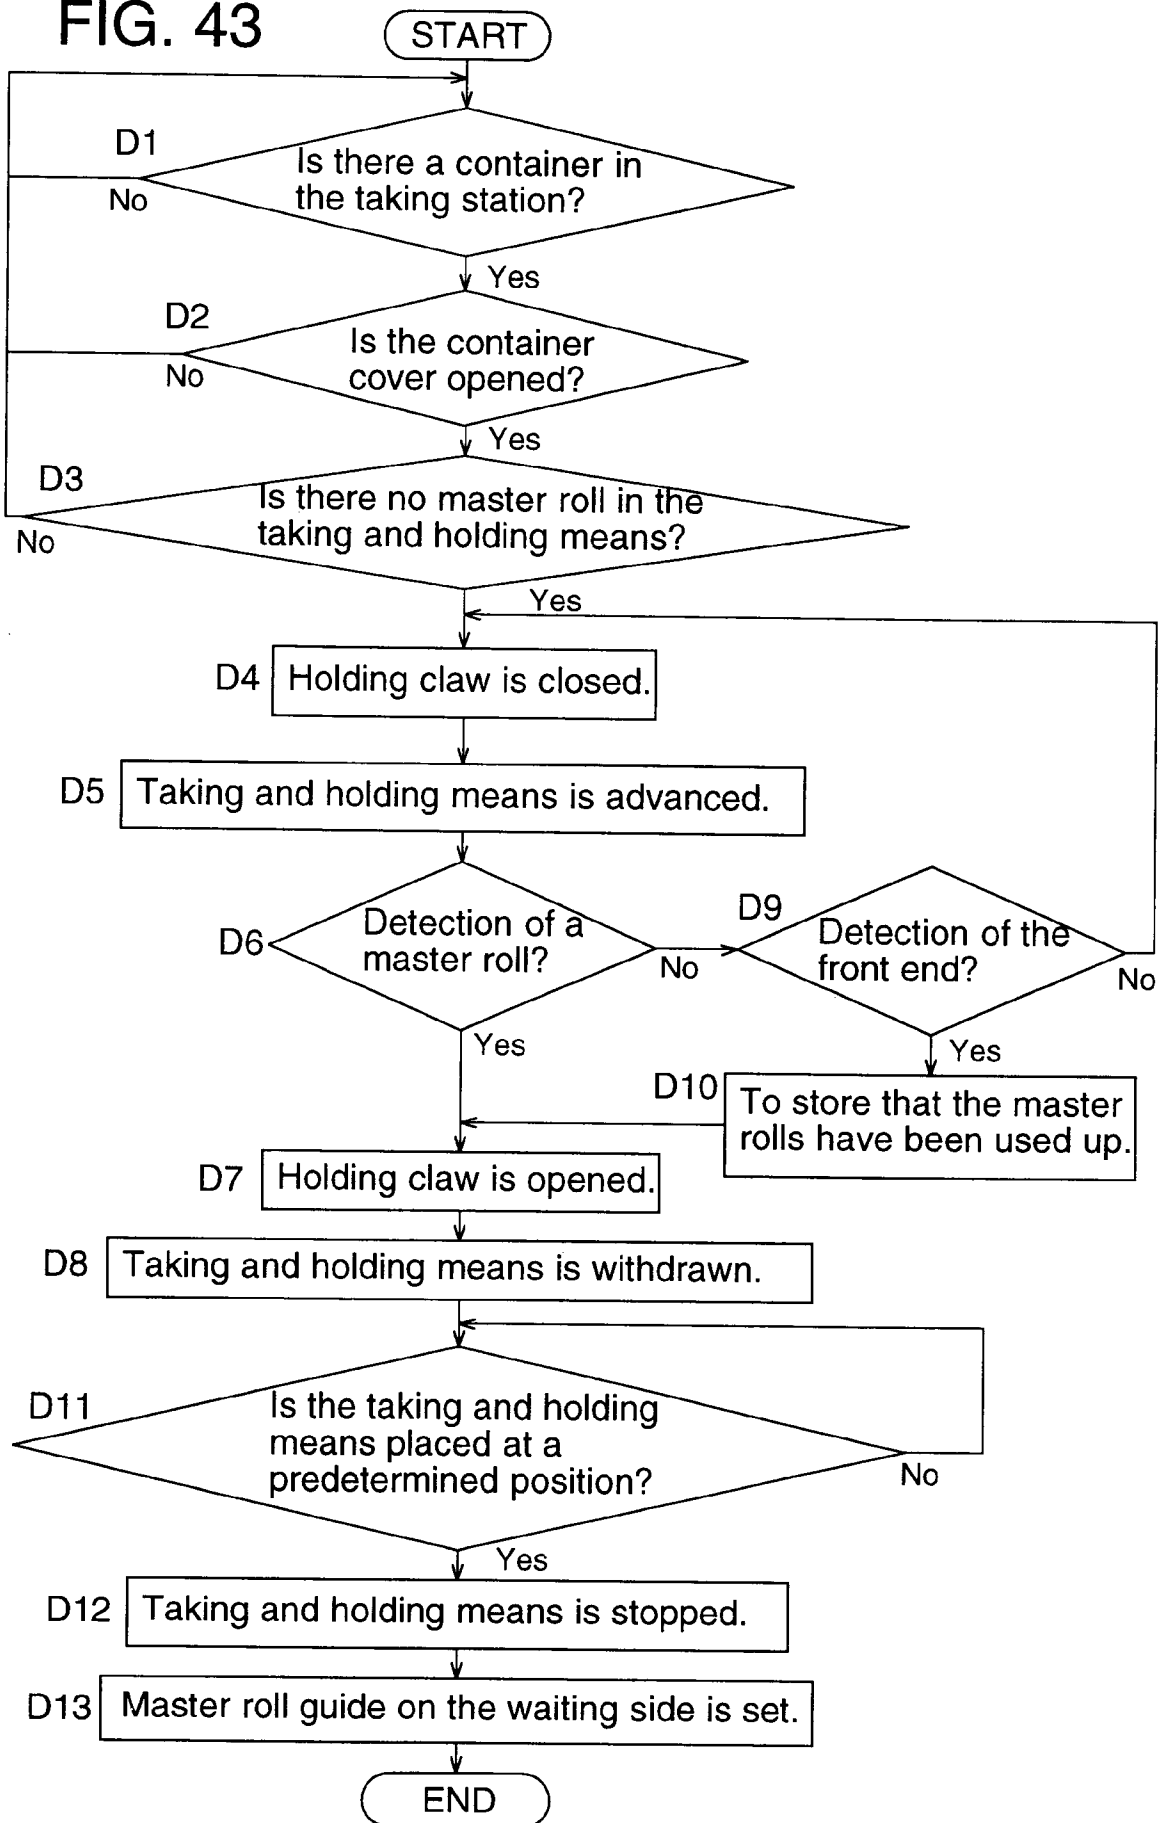 FIG. 43
START
D1
Is there a container in
the taking station?
No
Yes
D2
Is the container
cover opened?
No
Yes
D3
Is there no master roll in the
taking and holding means?
No
Yes
D4
Holding claw is closed.
D5
Taking and holding means is advanced.
D6
Detection of a
master roll?
No
Yes
D9
Detection of the
front end?
No
Yes
D10
To store that the master
rolls have been used up.
D7
Holding claw is opened.
D8
Taking and holding means is withdrawn.
D11
Is the taking and holding
means placed at a
predetermined position?
No
Yes
D12
Taking and holding means is stopped.
D13
Master roll guide on the waiting side is set.
END